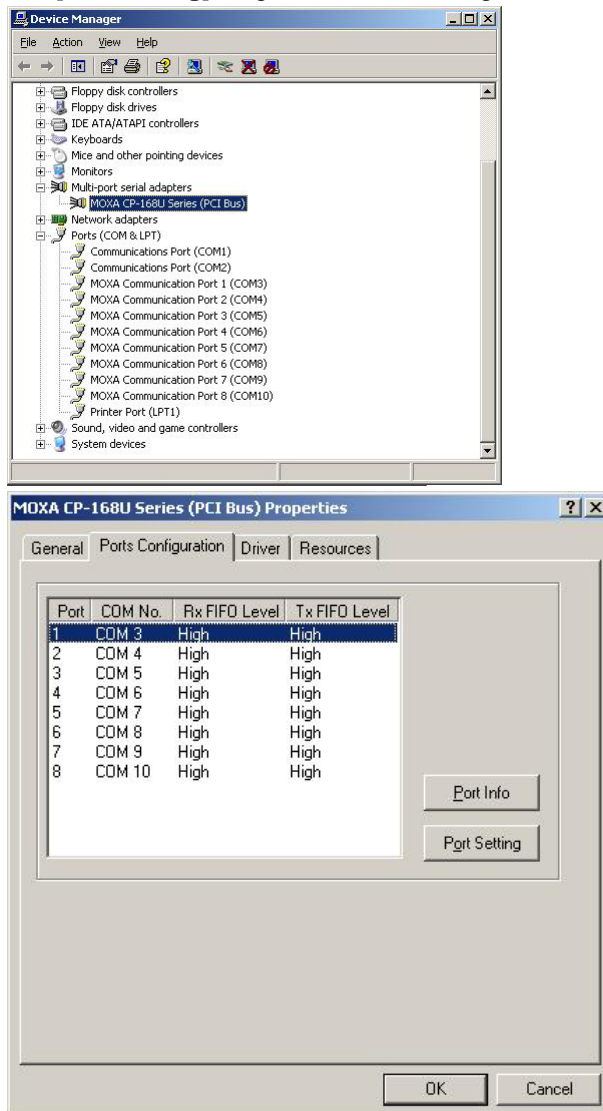 Device Manager
File Action View Help
Floppy disk controllers
Floppy disk drives
IDE ATA/ATAPI controllers
Keyboards
Mice and other pointing devices
Monitors
Multi-port serial adapters
MOXA CP-168U Series (PCI Bus)
Network adapters
Ports (COM & LPT)
Communications Port (COM1)
Communications Port (COM2)
MOXA Communication Port 1 (COM3)
MOXA Communication Port 2 (COM4)
MOXA Communication Port 3 (COM5)
MOXA Communication Port 4 (COM6)
MOXA Communication Port 5 (COM7)
MOXA Communication Port 6 (COM8)
MOXA Communication Port 7 (COM9)
MOXA Communication Port 8 (COM10)
Printer Port (LPT1)
Sound, video and game controllers
System devices
MOXA CP-168U Series (PCI Bus) Properties
General Ports Configuration Driver Resources
Port COM No. Rx FIFO Level Tx FIFO Level
1 COM 3 High High
2 COM 4 High High
3 COM 5 High High
4 COM 6 High High
5 COM 7 High High
6 COM 8 High High
7 COM 9 High High
8 COM 10 High High
Port Info
Port Setting
OK Cancel